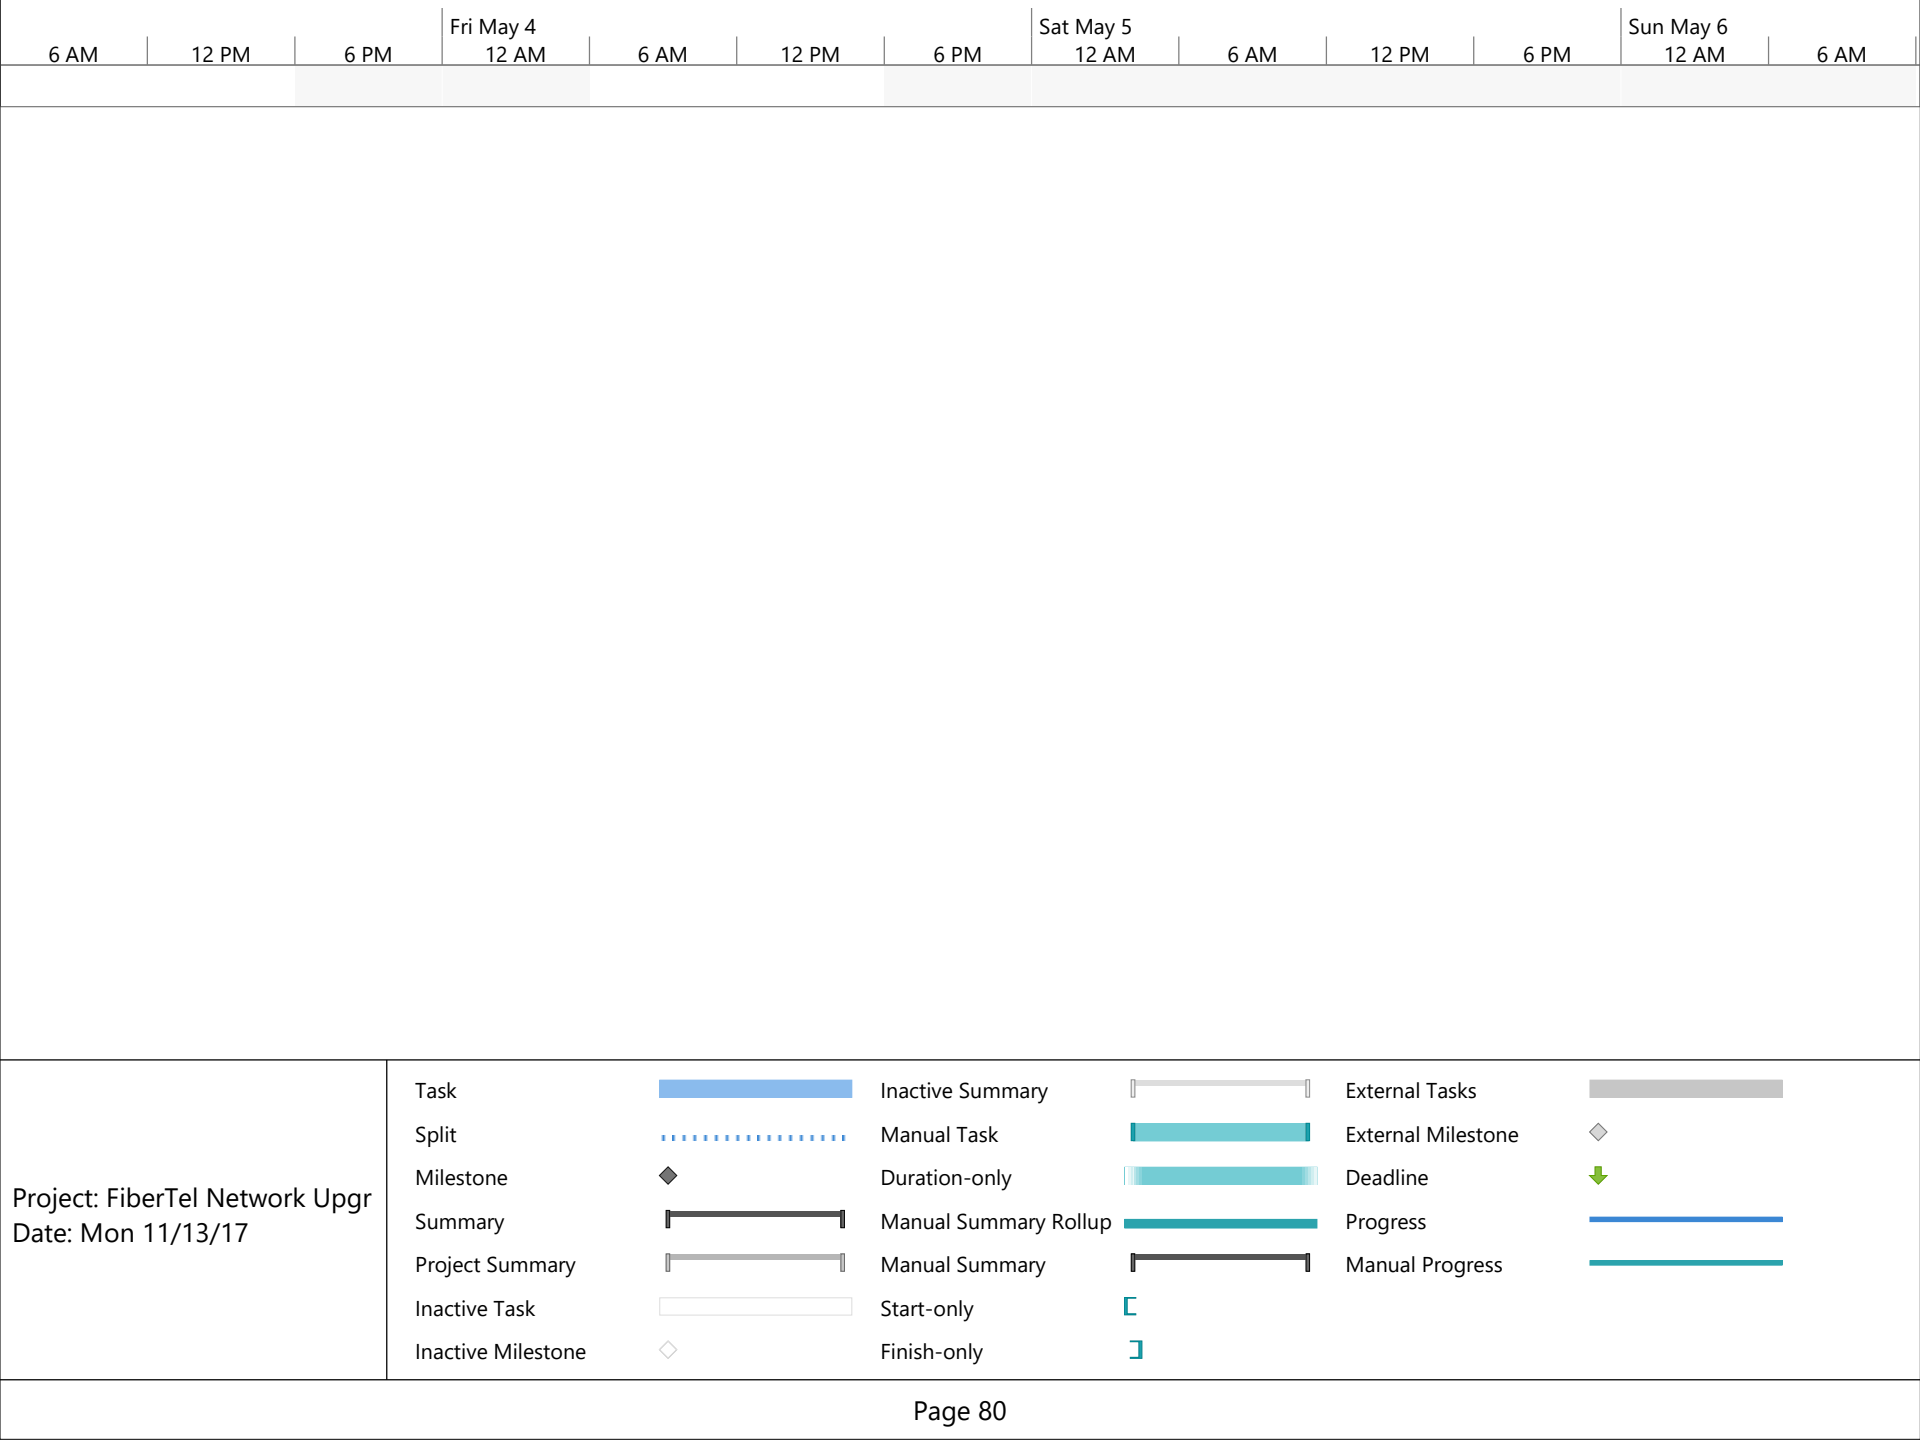 Fri May 4 Sat May 5 Sun May 6
6 AM 12 PM 6 PM 12 AM 6 AM 12 PM 6 PM 12 AM 6 AM 12 PM 6 PM 12 AM 6 AM
Project: FiberTel Network Upgr
Date: Mon 11/13/17
Task
Split
Milestone
Summary
Project Summary
Inactive Task
Inactive Milestone
Inactive Summary
Manual Task
Duration-only
Manual Summary Rollup
Manual Summary
Start-only
Finish-only
External Tasks
External Milestone
Deadline
Progress
Manual Progress
Page 80